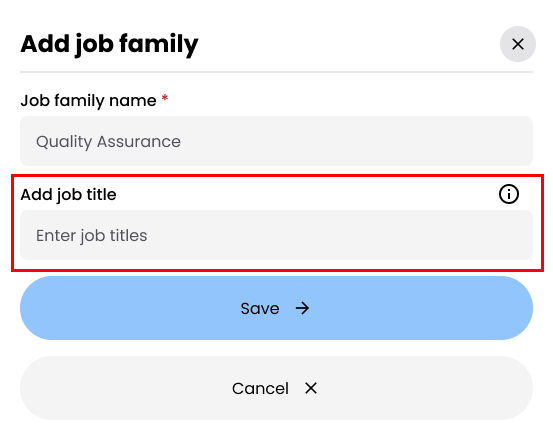 Add job family
Job family name *
Quality Assurance
Add job title
Enter job titles
Save
Cancel